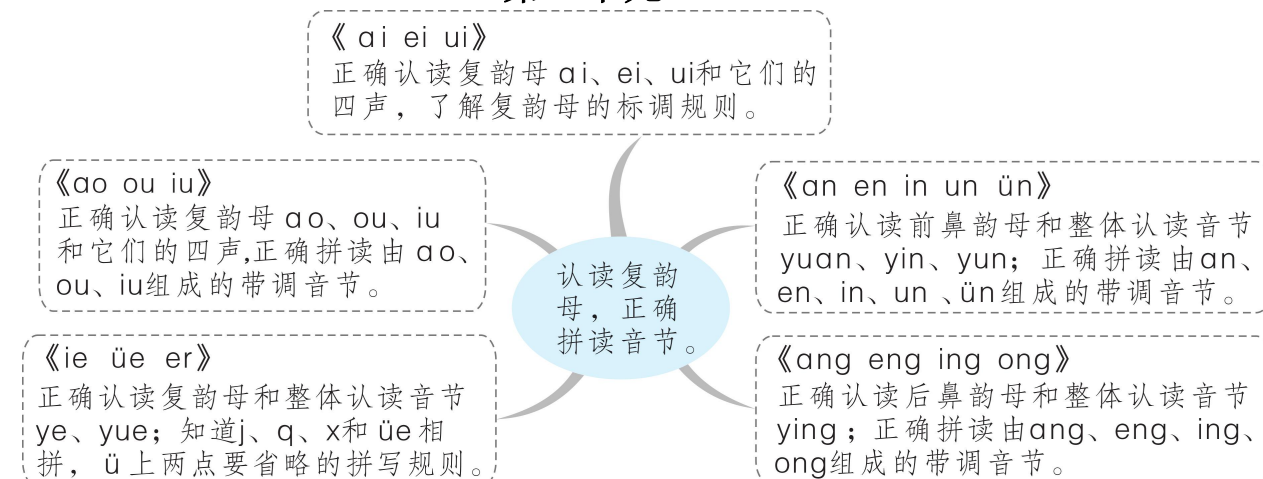 《 ai ei ui》
正确认读复韵母 ai、ei、ui和它们的
四声，了解复韵母的标调规则。
《ao ou iu》
正确认读复韵母 ao、ou、iu
和它们的四声,正确拼读由 ao、
ou、iu组成的带调音节。
《ie üe er》
正确认读复韵母和整体认读音节
ye、yue；知道j、q、x和 üe 相
拼，ü 上两点要省略的拼写规则。
认读复韵
母，正确
拼读音节。
《an en in un ün》
正确认读前鼻韵母和整体认读音节
yuan、yin、yun；正确拼读由an、
en、in、un 、ün组成的带调音节。
《ang eng ing ong》
正确认读后鼻韵母和整体认读音节
ying；正确拼读由ang、eng、ing、
ong组成的带调音节。